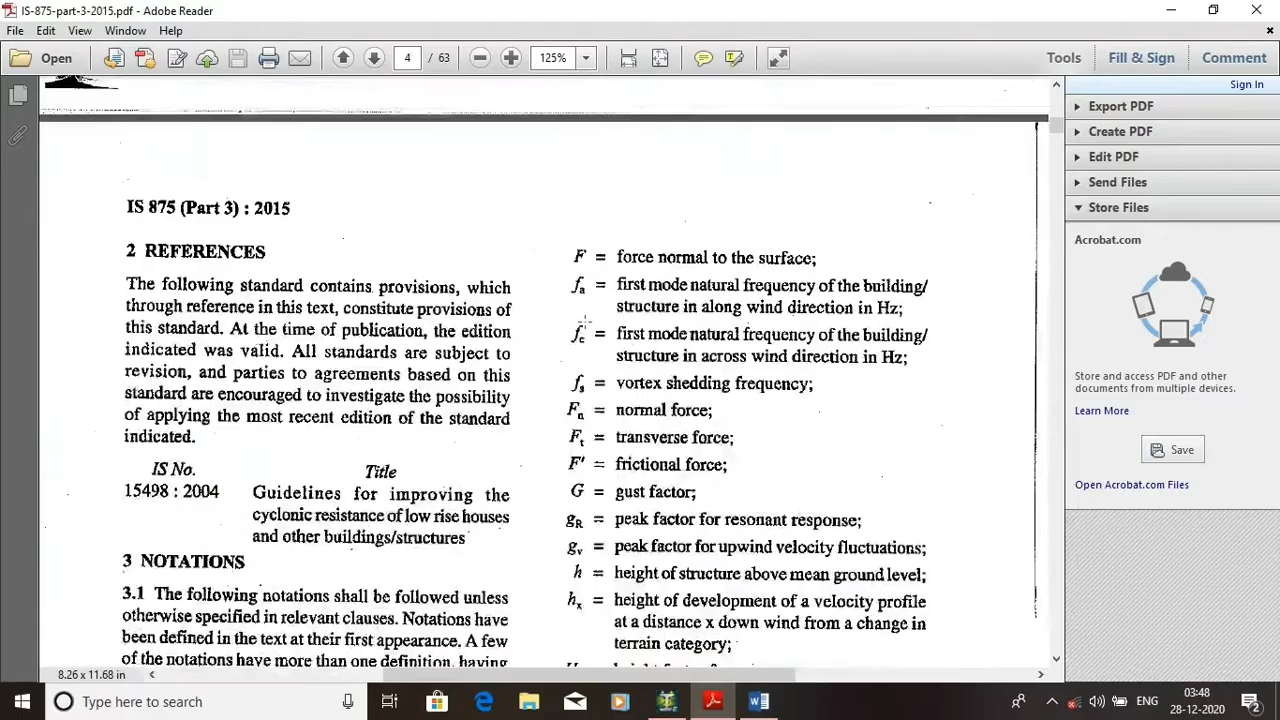 IS-875-part-3-2015.pdf - Adobe Reader
File Edit View Window Help
Open 4 / 63 125% Tools Fill & Sign Comment
Sign In
Export PDF
Create PDF
Edit PDF
Send Files
Store Files
Acrobat.com
Store and access PDF and other
documents from multiple devices.
Learn More
Save
Open Acrobat.com Files
IS 875 (Part 3) : 2015
2 REFERENCES
The following standard contains provisions, which
through reference in this text, constitute provisions of
this standard. At the time of publication, the edition
indicated was valid. All standards are subject to
revision, and parties to agreements based on this
standard are encouraged to investigate the possibility
of applying the most recent edition of the standard
indicated.
IS No. Title
15498 : 2004 Guidelines for improving the
cyclonic resistance of low rise houses
and other buildings/structures
3 NOTATIONS
3.1 The following notations shall be followed unless
otherwise specified in relevant clauses. Notations have
been defined in the text at their first appearance. A few
of the notations have more than one definition, having
F = force normal to the surface;
fa = first mode natural frequency of the building/
structure in along wind direction in Hz;
fc = first mode natural frequency of the building/
structure in across wind direction in Hz;
fs = vortex shedding frequency;
Fn = normal force;
Ft = transverse force;
F′ = frictional force;
G = gust factor;
gR = peak factor for resonant response;
gv = peak factor for upwind velocity fluctuations;
h = height of structure above mean ground level;
hx = height of development of a velocity profile
at a distance x down wind from a change in
terrain category;
8.26 x 11.68 in
Type here to search
ENG
03:48
28-12-2020
2